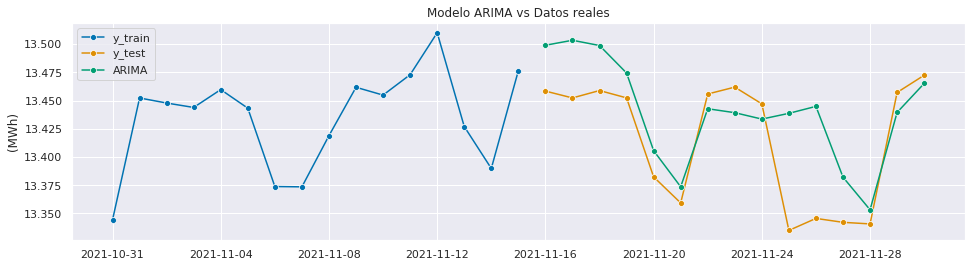 Modelo ARIMA vs Datos reales
y_train
y_test
ARIMA
(MWh)
13.500
13.475
13.450
13.425
13.400
13.375
13.350
2021-10-31 2021-11-04 2021-11-08 2021-11-12 2021-11-16 2021-11-20 2021-11-24 2021-11-28